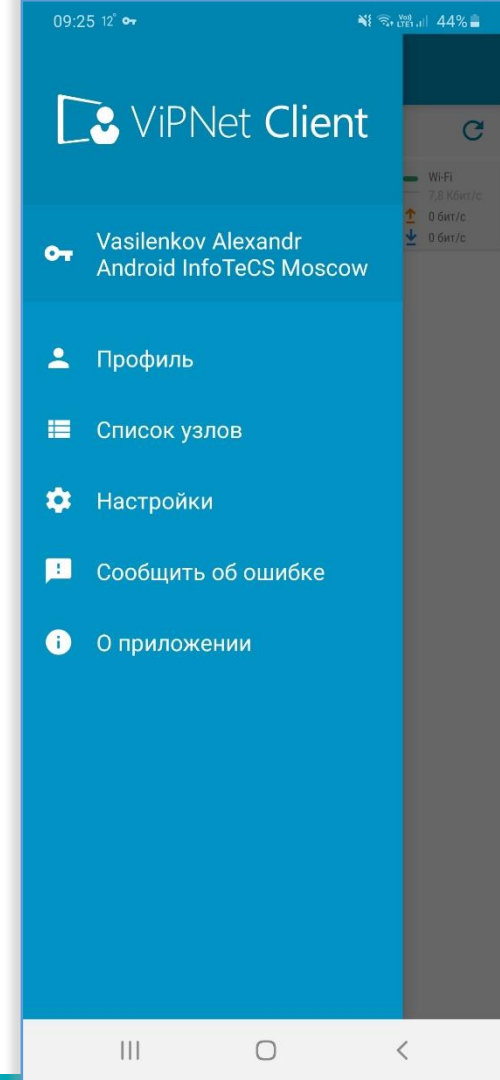 09:25 12° 44%
ViPNet Client
Wi-Fi
7,8 Кбит/с
0 бит/с
0 бит/с
Vasilenkov Alexandr
Android InfoTeCS Moscow
Профиль
Список узлов
Настройки
Сообщить об ошибке
О приложении